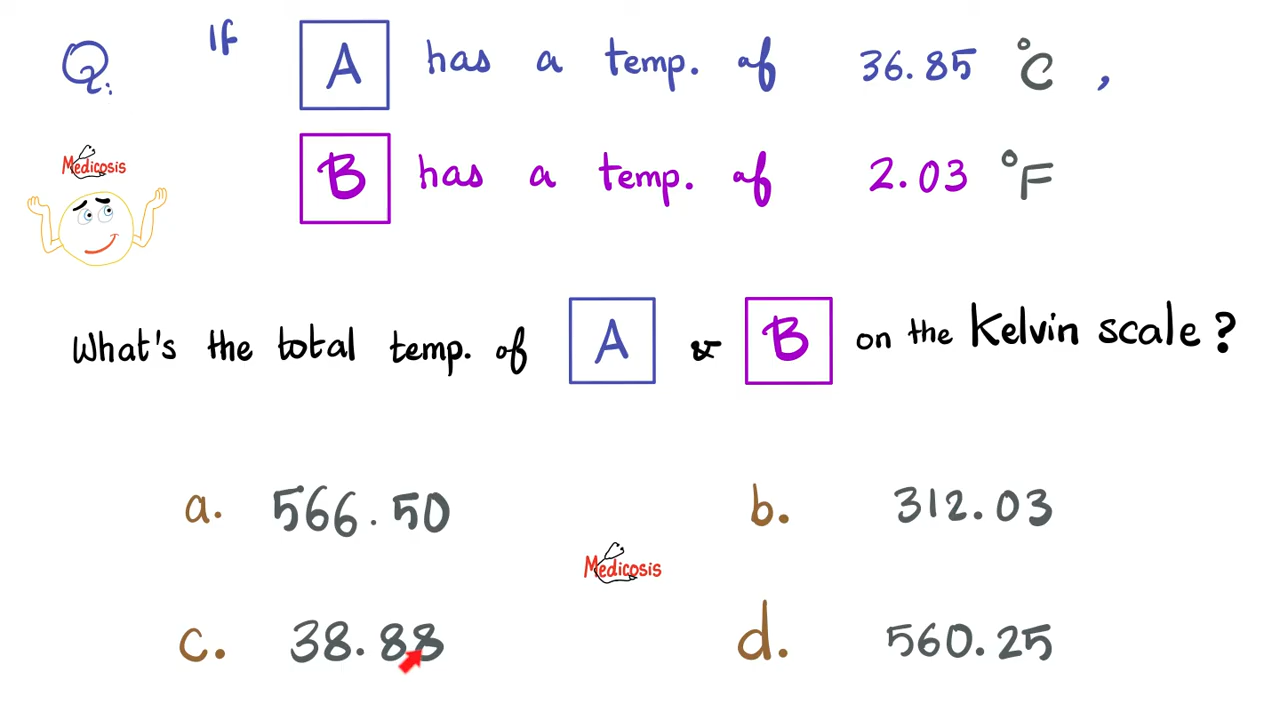 Q: If A has a temp. of 36.85 °C,
Medicosis
B has a temp. of 2.03 °F
What's the total temp. of A & B on the Kelvin scale?
a. 566.50 b. 312.03
Medicosis
c. 38.88 d. 560.25